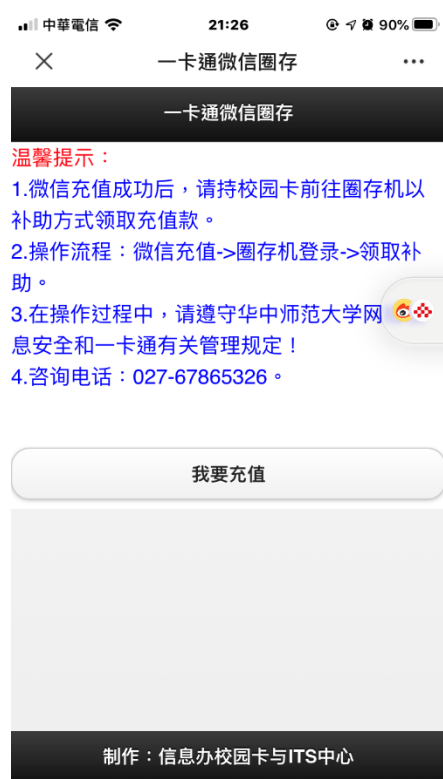 中華電信 21:26 90%
一卡通微信圈存
一卡通微信圈存
温馨提示：
1.微信充值成功后，请持校园卡前往圈存机以
补助方式领取充值款。
2.操作流程：微信充值->圈存机登录->领取补
助。
3.在操作过程中，请遵守华中师范大学网
息安全和一卡通有关管理规定！
4.咨询电话：027-67865326。
我要充值
制作：信息办校园卡与ITS中心